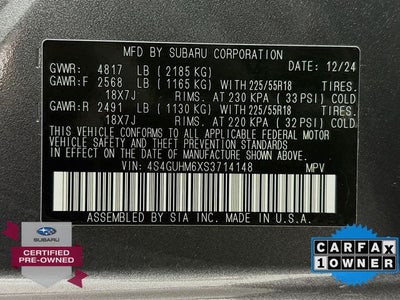 MFD. BY SUBARU CORPORATION DATE: 12/24
GVWR: 4817 LB (2185 KG)
GAWR:F 2568 LB (1165 KG) WITH 225/55R18 TIRES.
18X7J RIMS. AT 230 KPA (33 PSI) COLD
GAWR:R 2491 LB (1130 KG) WITH 225/55R18 TIRES.
18X7J RIMS. AT 220 KPA (32 PSI) COLD
THIS VEHICLE CONFORMS TO ALL APPLICABLE FEDERAL MOTOR
VEHICLE SAFETY AND THEFT PREVENTION STANDARDS IN EFFECT
ON THE DATE OF MANUFACTURE SHOWN ABOVE.
VIN: 4S4GUHM6XS3714148 MPV
ASSEMBLED BY SIA INC. MADE IN U.S.A.
SUBARU
CERTIFIED
PRE-OWNED
CARFAX
1 OWNER